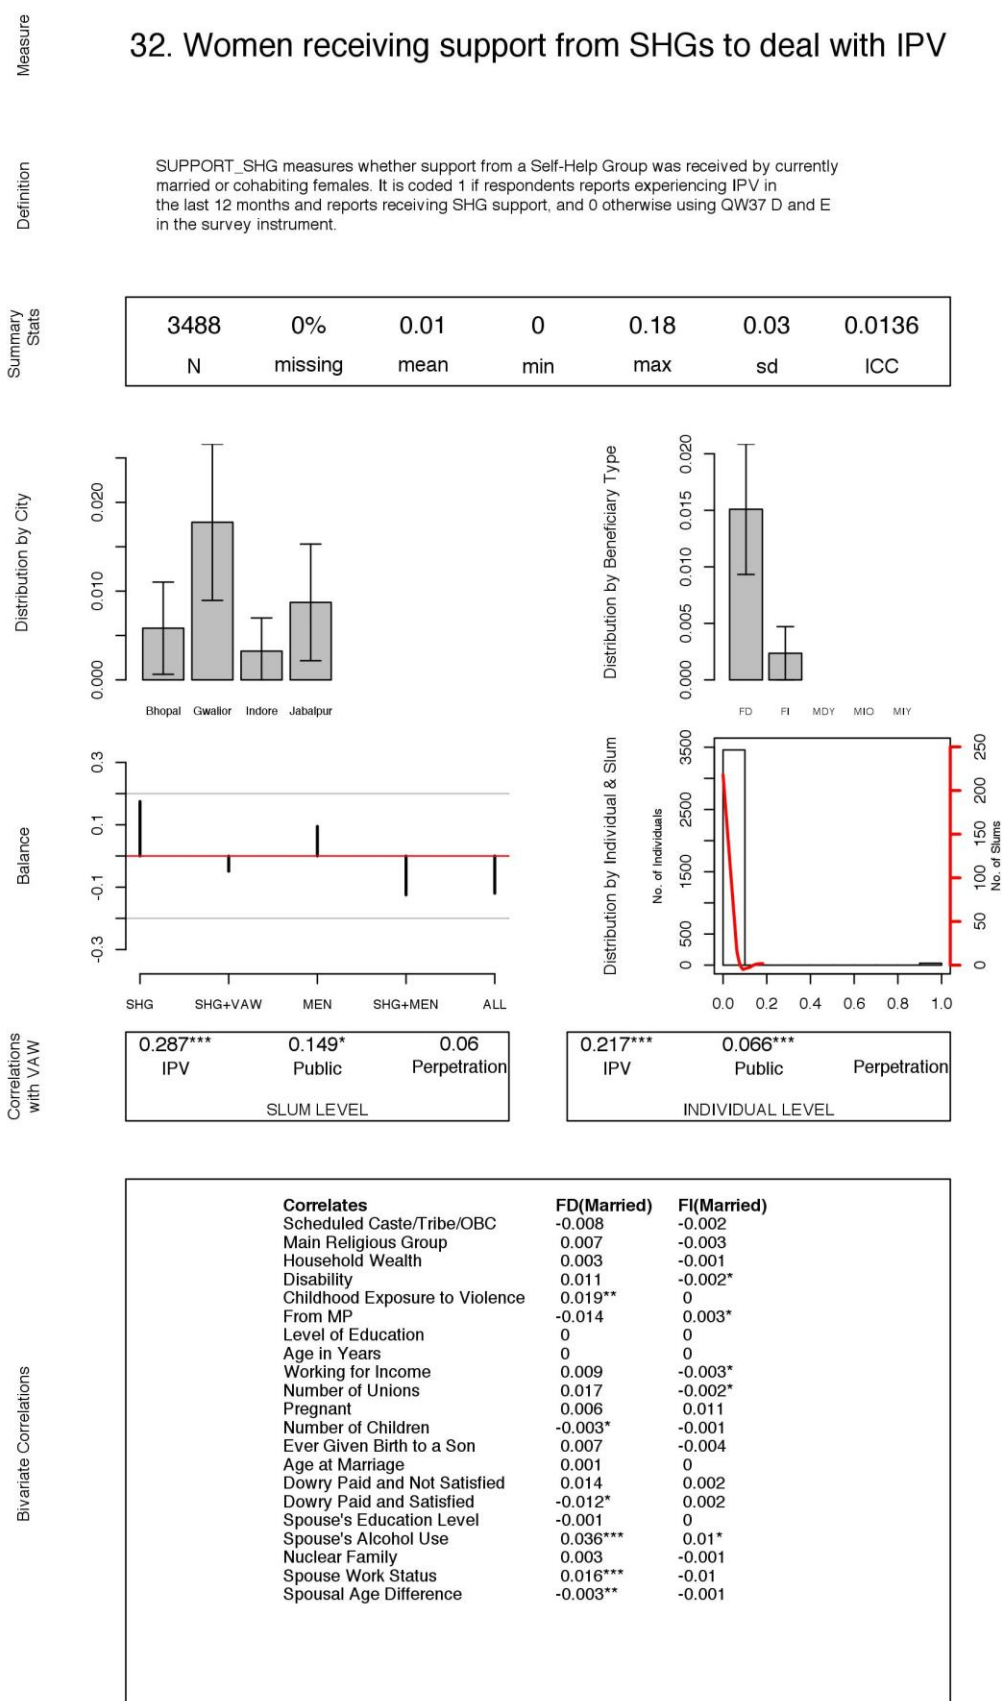 Measure
32. Women receiving support from SHGs to deal with IPV
Definition
SUPPORT_SHG measures whether support from a Self-Help Group was received by currently
married or cohabiting females. It is coded 1 if respondents reports experiencing IPV in
the last 12 months and reports receiving SHG support, and 0 otherwise using QW37 D and E
in the survey instrument.
Summary
Stats
3488 0% 0.01 0 0.18 0.03 0.0136
N missing mean min max sd ICC
Distribution by City
0.000 0.010 0.020
Bhopal Gwalior Indore Jabalpur
Distribution by Beneficiary Type
0.000 0.005 0.010 0.015 0.020
FD FI MDY MIO MIY
Balance
-0.3 -0.1 0.1 0.3
SHG SHG+VAW MEN SHG+MEN ALL
Distribution by Individual & Slum
No. of Individuals
0 500 1500 2500 3500
0.0 0.2 0.4 0.6 0.8 1.0
0 50 100 150 200 250
No. of Slums
Correlations
with VAW
0.287*** 0.149* 0.06
IPV Public Perpetration
SLUM LEVEL
0.217*** 0.066***
IPV Public Perpetration
INDIVIDUAL LEVEL
Bivariate Correlations
Correlates FD(Married) FI(Married)
Scheduled Caste/Tribe/OBC -0.008 -0.002
Main Religious Group 0.007 -0.003
Household Wealth 0.003 -0.001
Disability 0.011 -0.002*
Childhood Exposure to Violence 0.019** 0
From MP -0.014 0.003*
Level of Education 0 0
Age in Years 0 0
Working for Income 0.009 -0.003*
Number of Unions 0.017 -0.002*
Pregnant 0.006 0.011
Number of Children -0.003* -0.001
Ever Given Birth to a Son 0.007 -0.004
Age at Marriage 0.001 0
Dowry Paid and Not Satisfied 0.014 0.002
Dowry Paid and Satisfied -0.012* 0.002
Spouse's Education Level -0.001 0
Spouse's Alcohol Use 0.036*** 0.01*
Nuclear Family 0.003 -0.001
Spouse Work Status 0.016*** -0.01
Spousal Age Difference -0.003** -0.001